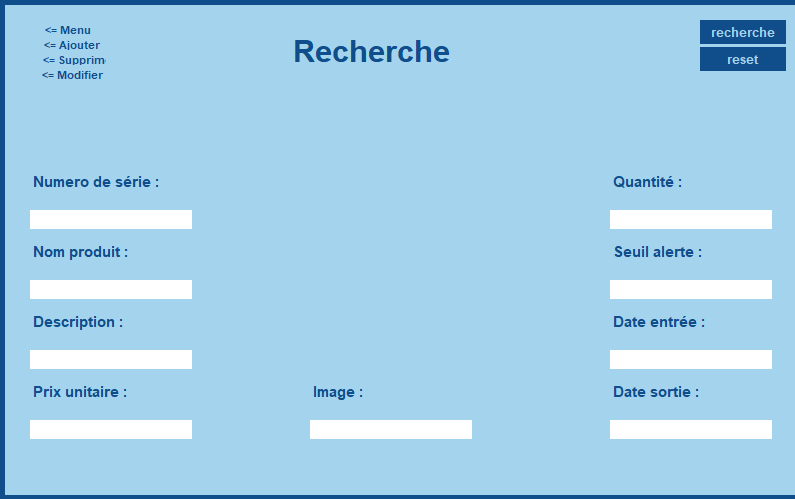 <= Menu
<= Ajouter
<= Supprim
<= Modifier
Recherche
recherche
reset
Numero de série :
Quantité :
Nom produit :
Seuil alerte :
Description :
Date entrée :
Prix unitaire :
Image :
Date sortie :